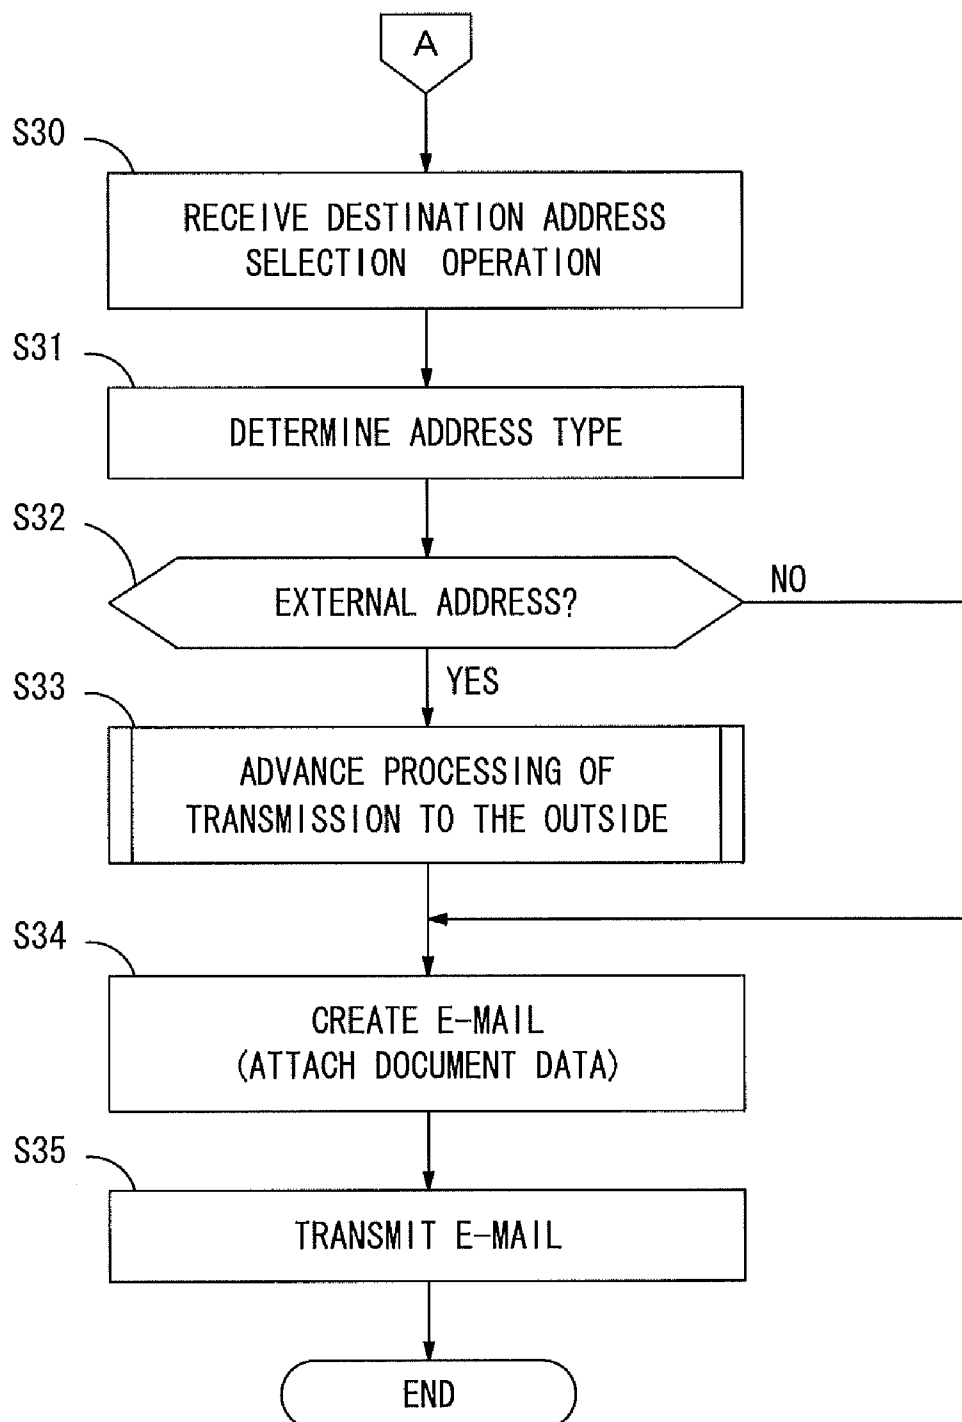 A
S30
RECEIVE DESTINATION ADDRESS
SELECTION OPERATION
S31
DETERMINE ADDRESS TYPE
S32
EXTERNAL ADDRESS?
NO
YES
S33
ADVANCE PROCESSING OF
TRANSMISSION TO THE OUTSIDE
S34
CREATE E-MAIL
(ATTACH DOCUMENT DATA)
S35
TRANSMIT E-MAIL
END